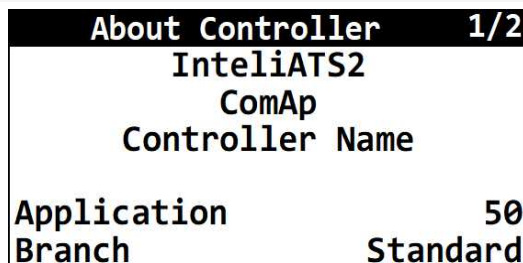 About Controller 1/2
InteliATS2
ComAp
Controller Name
Application 50
Branch Standard